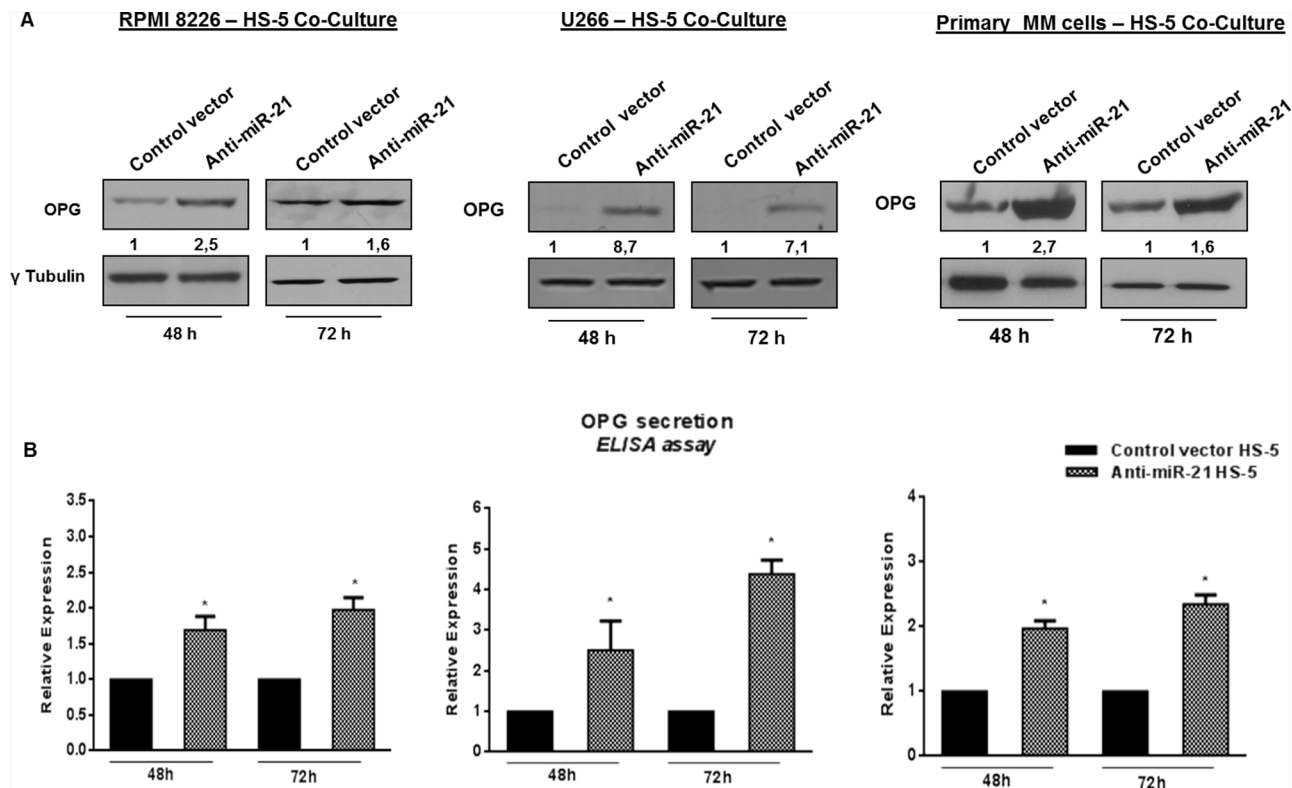 A
RPMI 8226 – HS-5 Co-Culture
U266 – HS-5 Co-Culture
Primary MM cells – HS-5 Co-Culture
Control vector
Anti-miR-21
Control vector
Anti-miR-21
Control vector
Anti-miR-21
Control vector
Anti-miR-21
Control vector
Anti-miR-21
Control vector
Anti-miR-21
OPG
OPG
OPG
1 2,5 1 1,6
1 8,7 1 7,1
1 2,7 1 1,6
γ Tubulin
48 h 72 h
48 h 72 h
48 h 72 h
B
OPG secretion
ELISA assay
Control vector HS-5
Anti-miR-21 HS-5
Relative Expression
3.5
3.0
2.5
2.0
1.5
1.0
0.5
0.0
* *
48h 72h
Relative Expression
6
5
4
3
2
1
0
* *
48h 72h
Relative Expression
4
3
2
1
0
* *
48h 72h